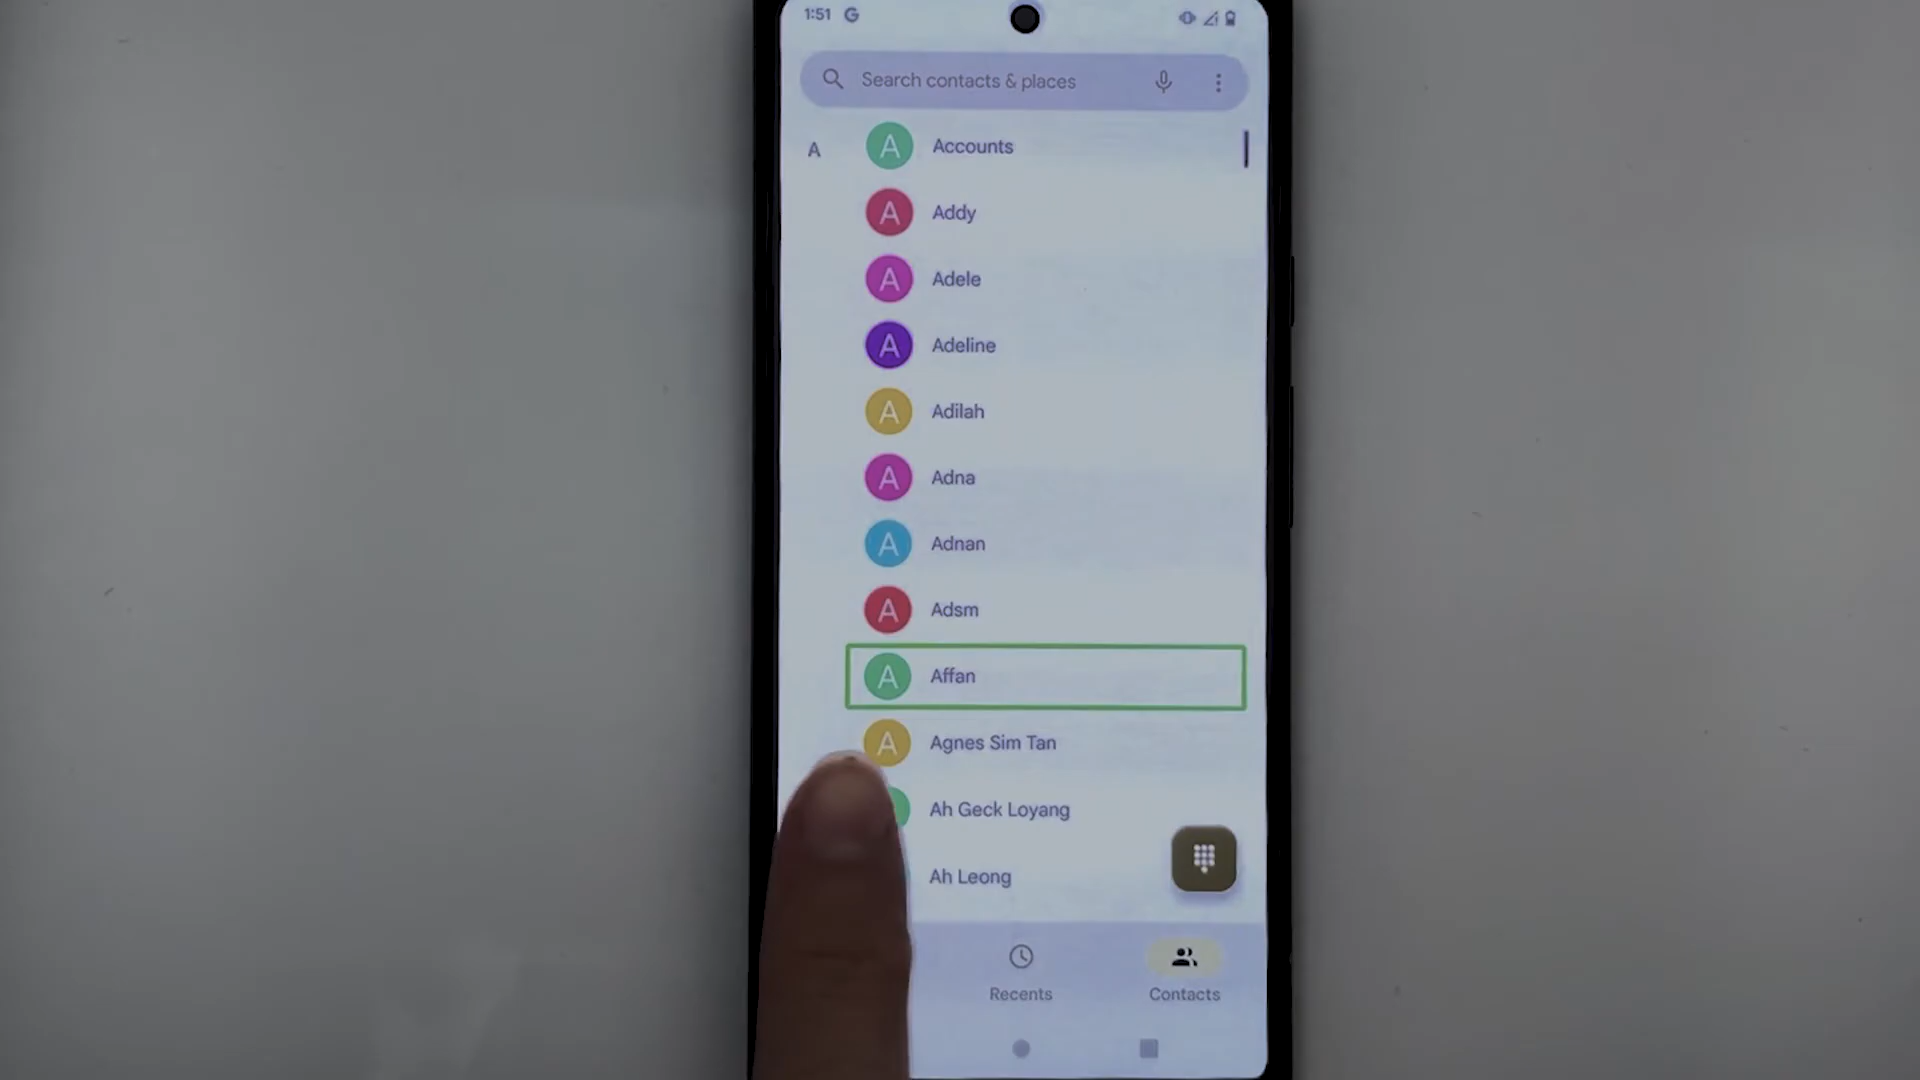 1:51 G
Search contacts & places
A
A Accounts
A Addy
A Adele
A Adeline
A Adilah
A Adna
A Adnan
A Adsm
A Affan
A Agnes Sim Tan
Ah Geck Loyang
Ah Leong
Recents
Contacts